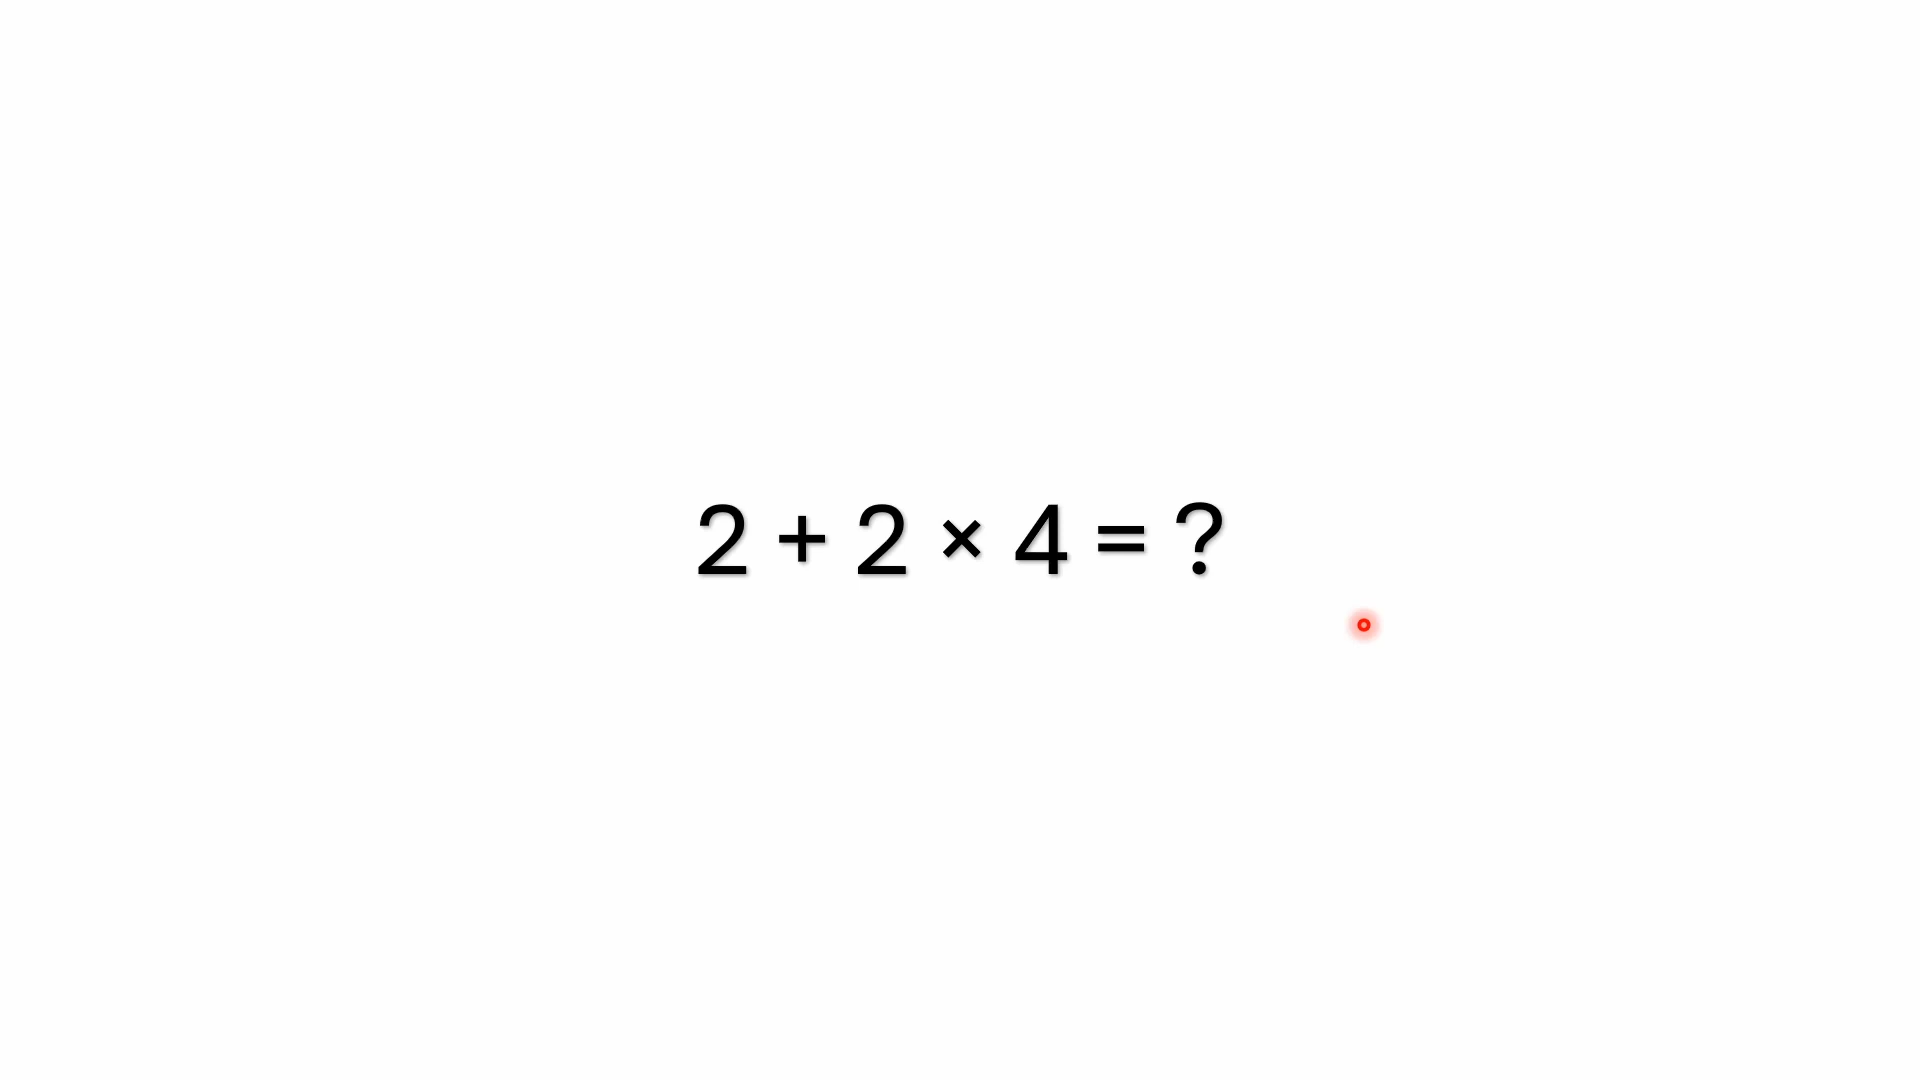 2 + 2 × 4 = ?